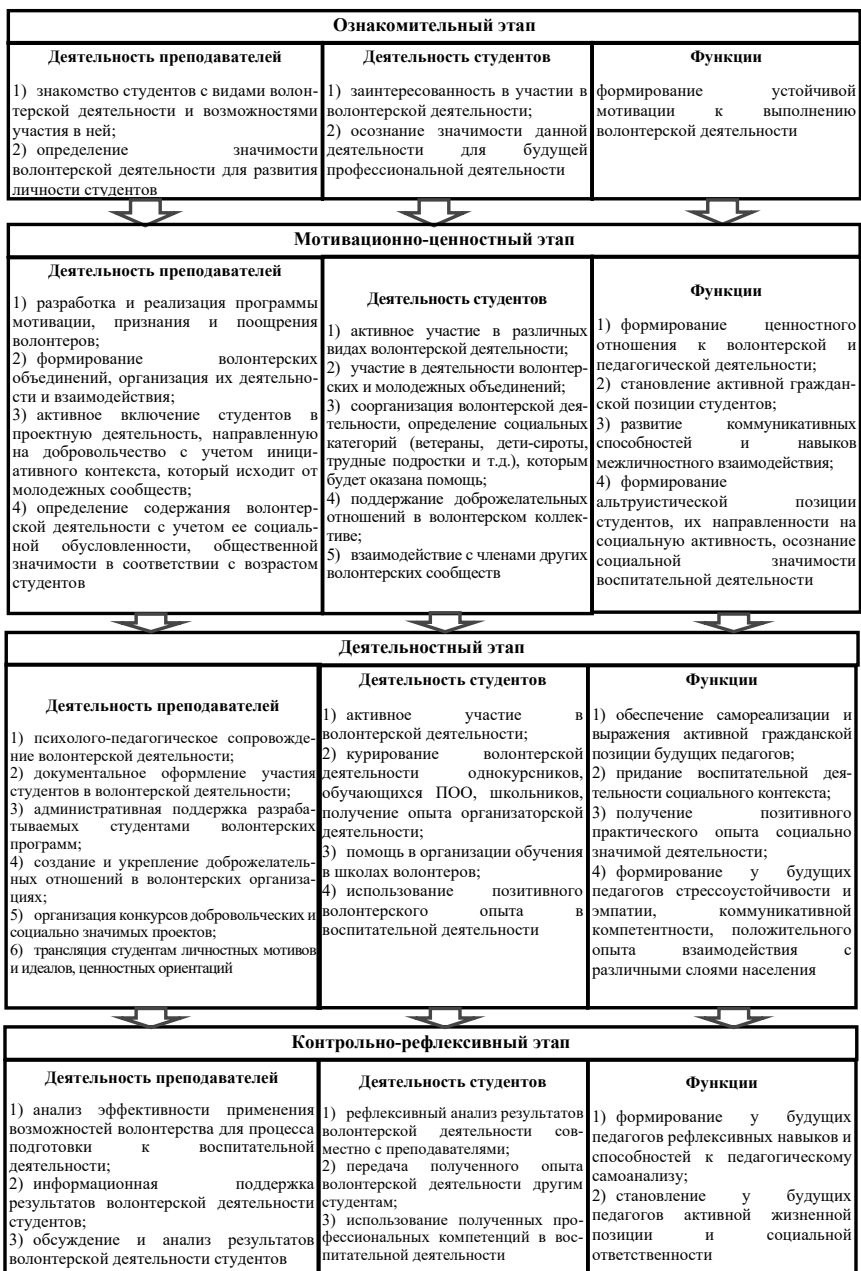 Ознакомительный этап
Деятельность преподавателей
1) знакомство студентов с видами волон-
терской деятельности и возможностями
участия в ней;
2) определение значимости
волонтерской деятельности для развития
личности студентов
Деятельность студентов
1) заинтересованность в участии в
волонтерской деятельности;
2) осознание значимости данной
деятельности для будущей
профессиональной деятельности
Функции
формирование устойчивой
мотивации к выполнению
волонтерской деятельности
Мотивационно-ценностный этап
Деятельность преподавателей
1) разработка и реализация программы
мотивации, признания и поощрения
волонтеров;
2) формирование волонтерских
объединений, организация их деятельно-
сти и взаимодействия;
3) активное включение студентов в
проектную деятельность, направленную
на добровольчество с учетом иници-
ативного контекста, который исходит от
молодежных сообществ;
4) определение содержания волонтер-
ской деятельности с учетом ее социаль-
ной обусловленности, общественной
значимости в соответствии с возрастом
студентов
Деятельность студентов
1) активное участие в различных
видах волонтерской деятельности;
2) участие в деятельности волонтер-
ских и молодежных объединений;
3) соорганизация волонтерской дея-
тельности, определение социальных
категорий (ветераны, дети-сироты,
трудные подростки и т.д.), которым
будет оказана помощь;
4) поддержание доброжелательных
отношений в волонтерском коллек-
тиве;
5) взаимодействие с членами других
волонтерских сообществ
Функции
1) формирование ценностного
отношения к волонтерской и
педагогической деятельности;
2) становление активной граждан-
ской позиции студентов;
3) развитие коммуникативных
способностей и навыков
межличностного взаимодействия;
4) формирование
альтруистической позиции
студентов, их направленности на
социальную активность, осознание
социальной значимости
воспитательной деятельности
Деятельностный этап
Деятельность преподавателей
1) психолого-педагогическое сопровожде-
ние волонтерской деятельности;
2) документальное оформление участия
студентов в волонтерской деятельности;
3) административная поддержка разраба-
тываемых студентами волонтерских
программ;
4) создание и укрепление доброжелатель-
ных отношений в волонтерских организа-
циях;
5) организация конкурсов добровольческих и
социально значимых проектов;
6) трансляция студентам личностных мотивов
и идеалов, ценностных ориентаций
Деятельность студентов
1) активное участие в
волонтерской деятельности;
2) курирование волонтерской
деятельности однокурсников,
обучающихся ПОО, школьников,
получение опыта организаторской
деятельности;
3) помощь в организации обучения
в школах волонтеров;
4) использование позитивного
волонтерского опыта в
воспитательной деятельности
Функции
1) обеспечение самореализации и
выражения активной гражданской
позиции будущих педагогов;
2) придание воспитательной дея-
тельности социального контекста;
3) получение позитивного
практического опыта социально
значимой деятельности;
4) формирование у будущих
педагогов стрессоустойчивости и
эмпатии, коммуникативной
компетентности, положительного
опыта взаимодействия с
различными слоями населения
Контрольно-рефлексивный этап
Деятельность преподавателей
1) анализ эффективности применения
возможностей волонтерства для процесса
подготовки к воспитательной
деятельности;
2) информационная поддержка
результатов волонтерской деятельности
студентов;
3) обсуждение и анализ результатов
волонтерской деятельности студентов
Деятельность студентов
1) рефлексивный анализ результатов
волонтерской деятельности сов-
местно с преподавателями;
2) передача полученного опыта
волонтерской деятельности другим
студентам;
3) использование полученных про-
фессиональных компетенций в вос-
питательной деятельности
Функции
1) формирование у будущих
педагогов рефлексивных навыков и
способностей к педагогическому
самоанализу;
2) становление у будущих
педагогов активной жизненной
позиции и социальной
ответственности